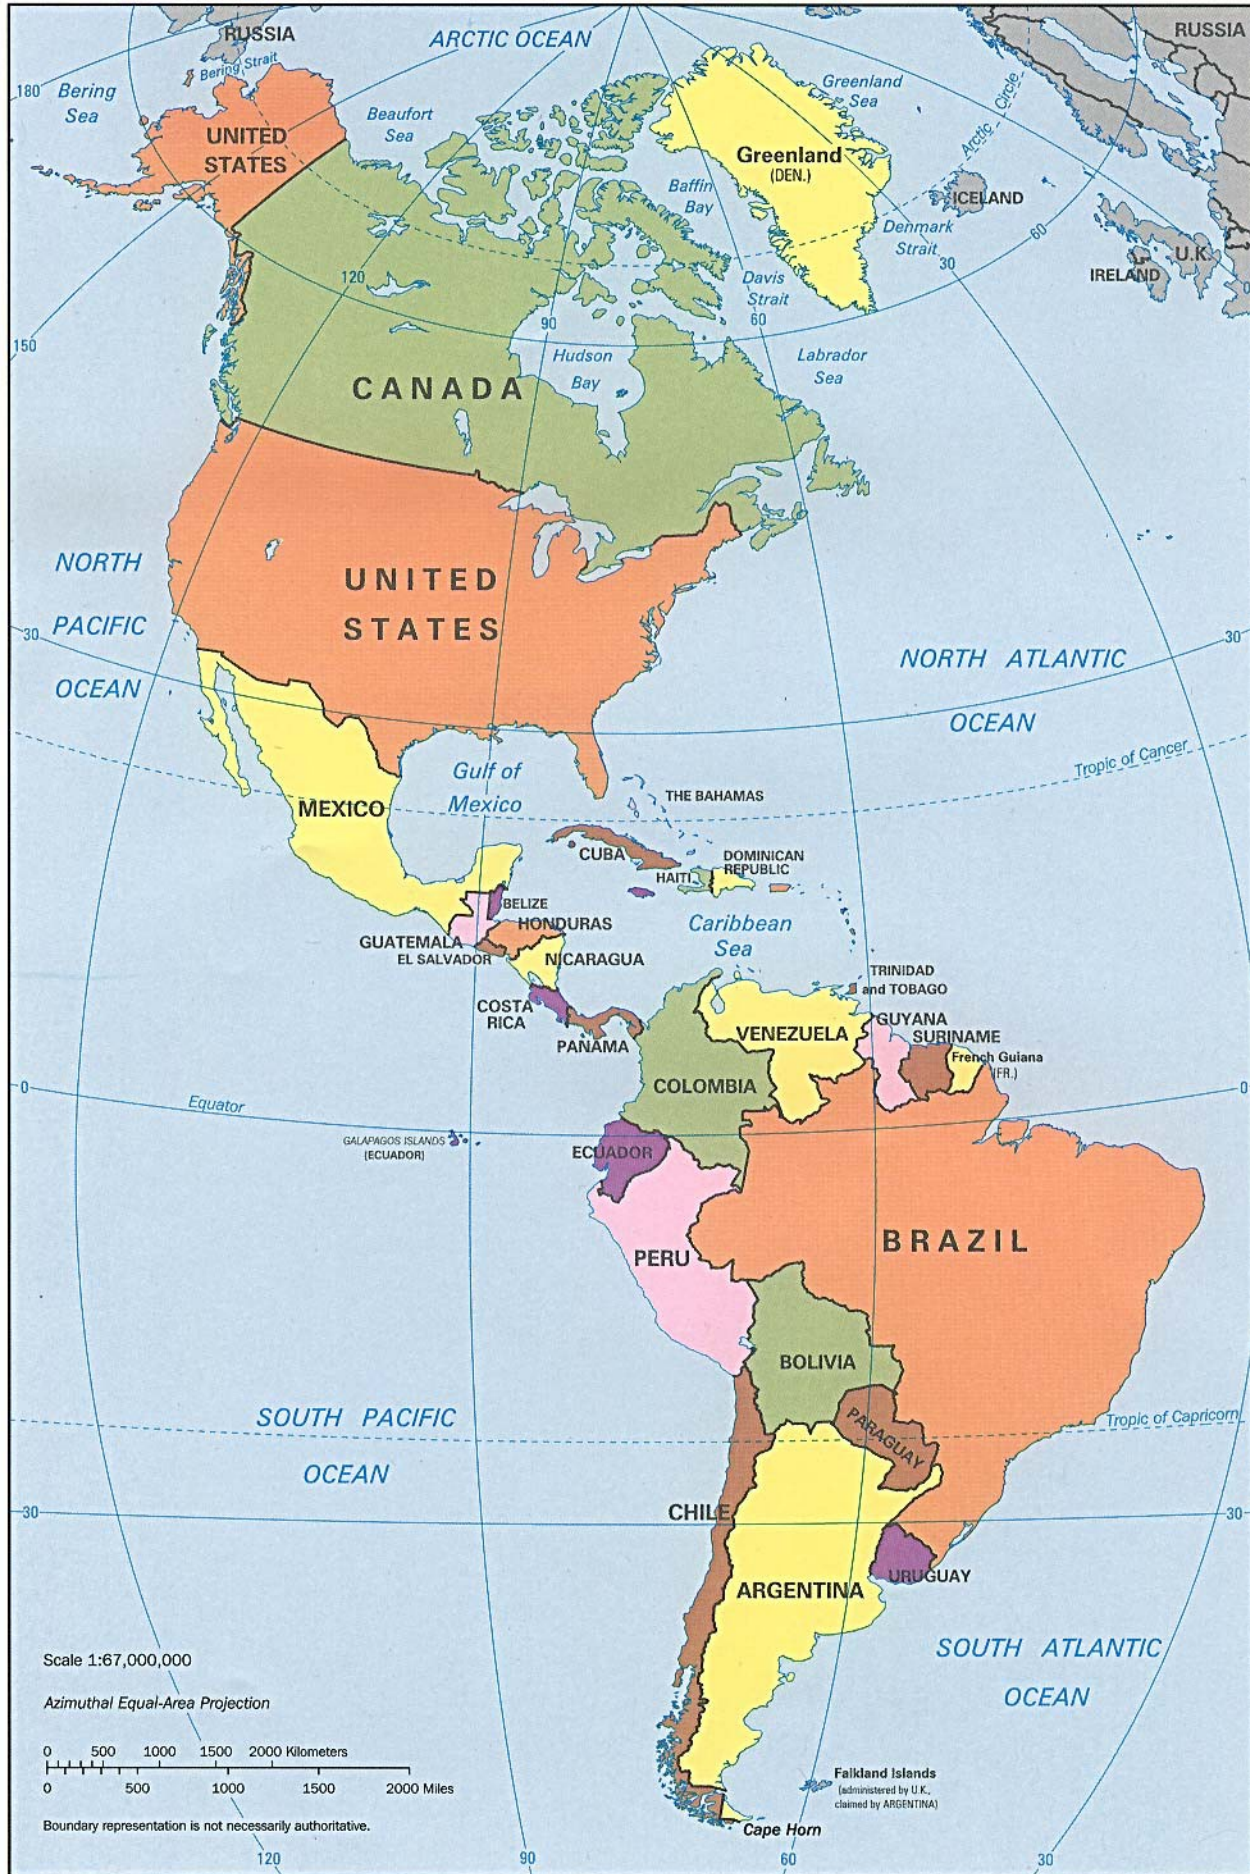 RUSSIA
ARCTIC OCEAN
RUSSIA
Bering Strait
180
Bering
Sea
Beaufort
Sea
Greenland
Sea
Arctic Circle
UNITED
STATES
Greenland
(DEN.)
Baffin
Bay
ICELAND
Denmark
Strait
60
U.K.
IRELAND
30
0
120
Davis
Strait
90
60
150
Hudson
Bay
Labrador
Sea
CANADA
NORTH
PACIFIC
OCEAN
UNITED
STATES
30
30
NORTH ATLANTIC
OCEAN
Tropic of Cancer
Gulf of
Mexico
MEXICO
THE BAHAMAS
CUBA
DOMINICAN
REPUBLIC
HAITI
BELIZE
HONDURAS
Caribbean
Sea
GUATEMALA
EL SALVADOR
NICARAGUA
TRINIDAD
and TOBAGO
COSTA
RICA
PANAMA
VENEZUELA
GUYANA
SURINAME
French Guiana
(FR.)
COLOMBIA
0
0
Equator
GALAPAGOS ISLANDS
(ECUADOR)
ECUADOR
PERU
BRAZIL
BOLIVIA
SOUTH PACIFIC
OCEAN
PARAGUAY
Tropic of Capricorn
30
CHILE
30
ARGENTINA
URUGUAY
SOUTH ATLANTIC
OCEAN
Scale 1:67,000,000
Azimuthal Equal-Area Projection
0 500 1000 1500 2000 Kilometers
0 500 1000 1500 2000 Miles
Boundary representation is not necessarily authoritative.
Falkland Islands
(administered by U.K.,
claimed by ARGENTINA)
Cape Horn
120
90
60
30